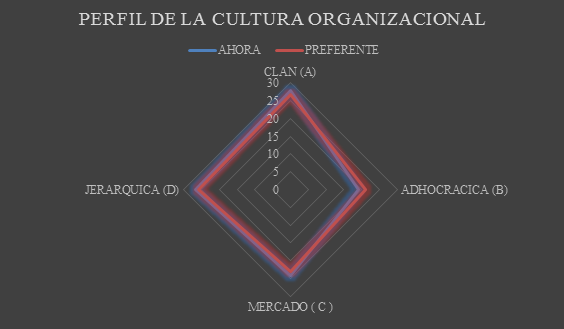 PERFIL DE LA CULTURA ORGANIZACIONAL
AHORA PREFERENTE
CLAN (A)
30
25
20
15
10
5
JERARQUICA (D) 0 ADHOCRACICA (B)
MERCADO ( C )